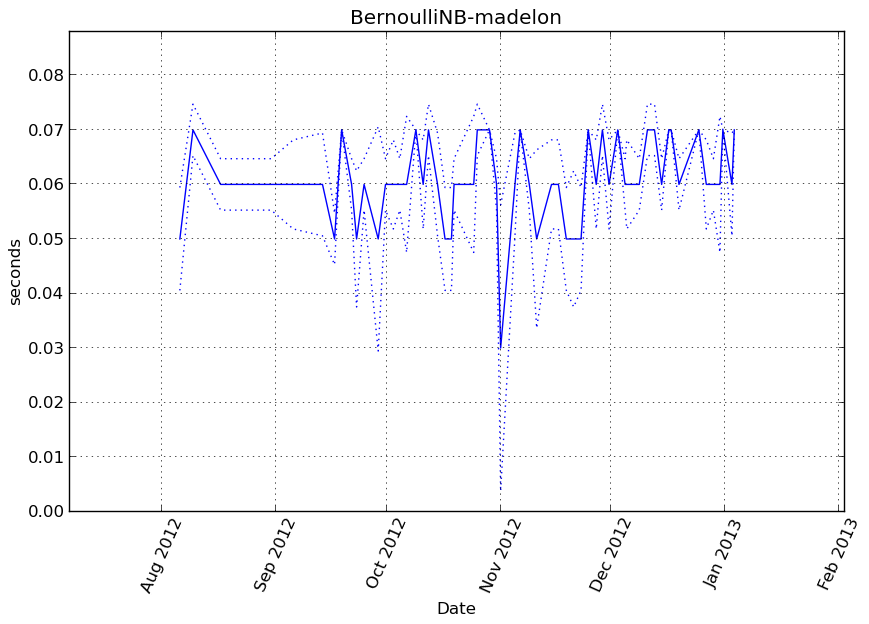 BernoulliNB-madelon
0.08
0.07
0.06
0.05
0.04
0.03
0.02
0.01
0.00
seconds
Aug 2012
Sep 2012
Oct 2012
Nov 2012
Dec 2012
Jan 2013
Feb 2013
Date